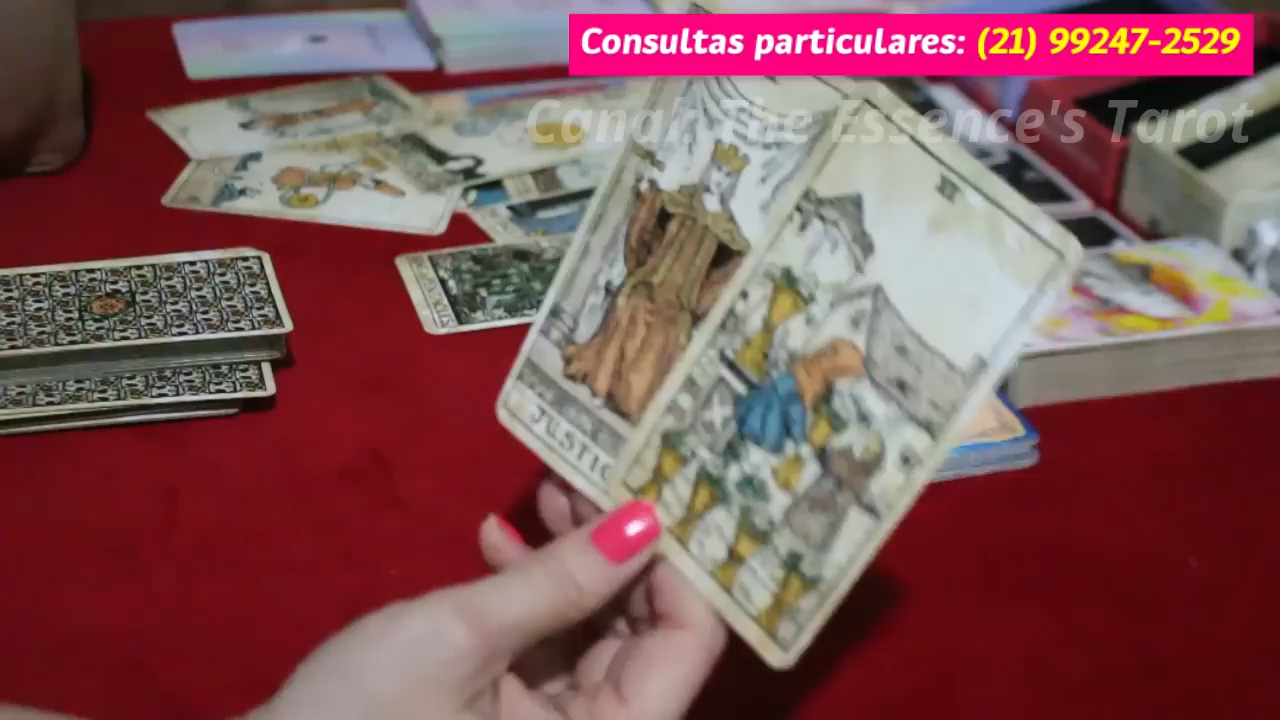 Consultas particulares: (21) 99247-2529
Canal: The Essence's Tarot
JUSTIC